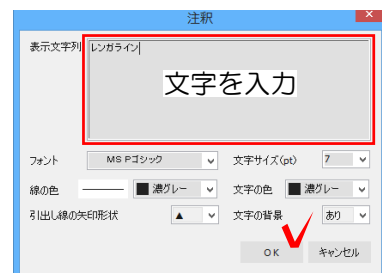 注釈
表示文字列 レンガライン
文字を入力
フォント MS Pゴシック 文字サイズ(pt) 7
線の色 濃グレー 文字の色 濃グレー
引出し線の矢印形状 ▲ 文字の背景 あり
OK キャンセル